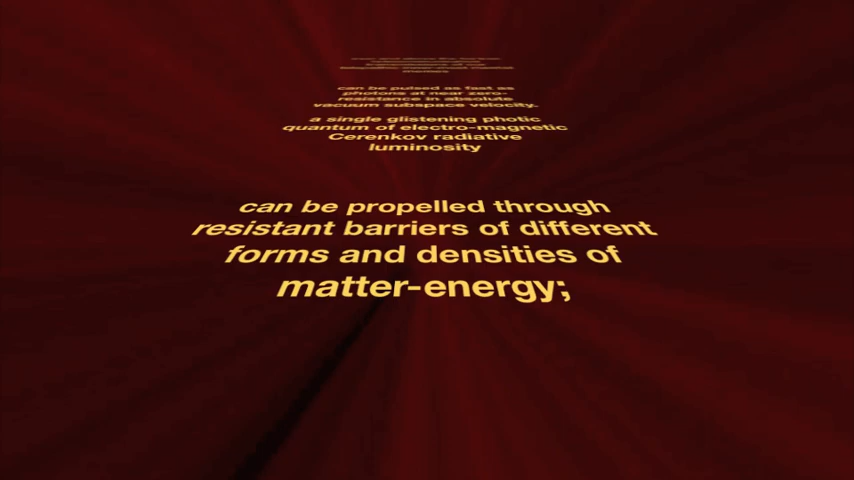 can be pulsed as fast as
photons at near zero-
resistance in absolute
vacuum subspace velocity.
a single glistening photic
quantum of electro-magnetic
Cerenkov radiative
luminosity
can be propelled through
resistant barriers of different
forms and densities of
matter-energy;